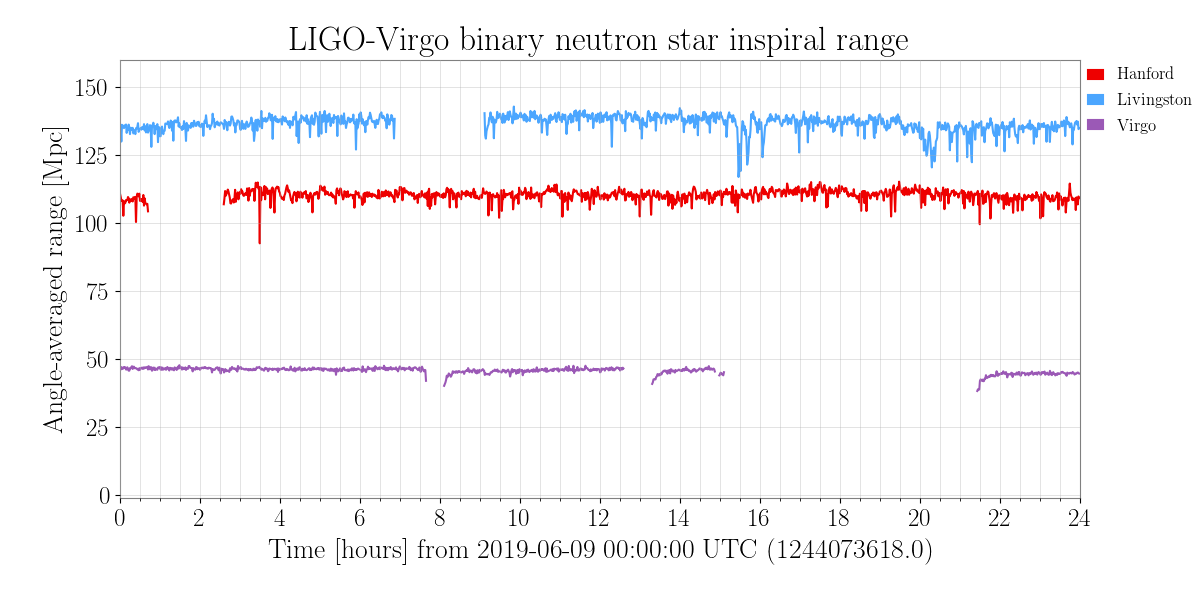 LIGO-Virgo binary neutron star inspiral range
Hanford
Livingston
Virgo
Angle-averaged range [Mpc]
150
125
100
75
50
25
0
0 2 4 6 8 10 12 14 16 18 20 22 24
Time [hours] from 2019-06-09 00:00:00 UTC (1244073618.0)